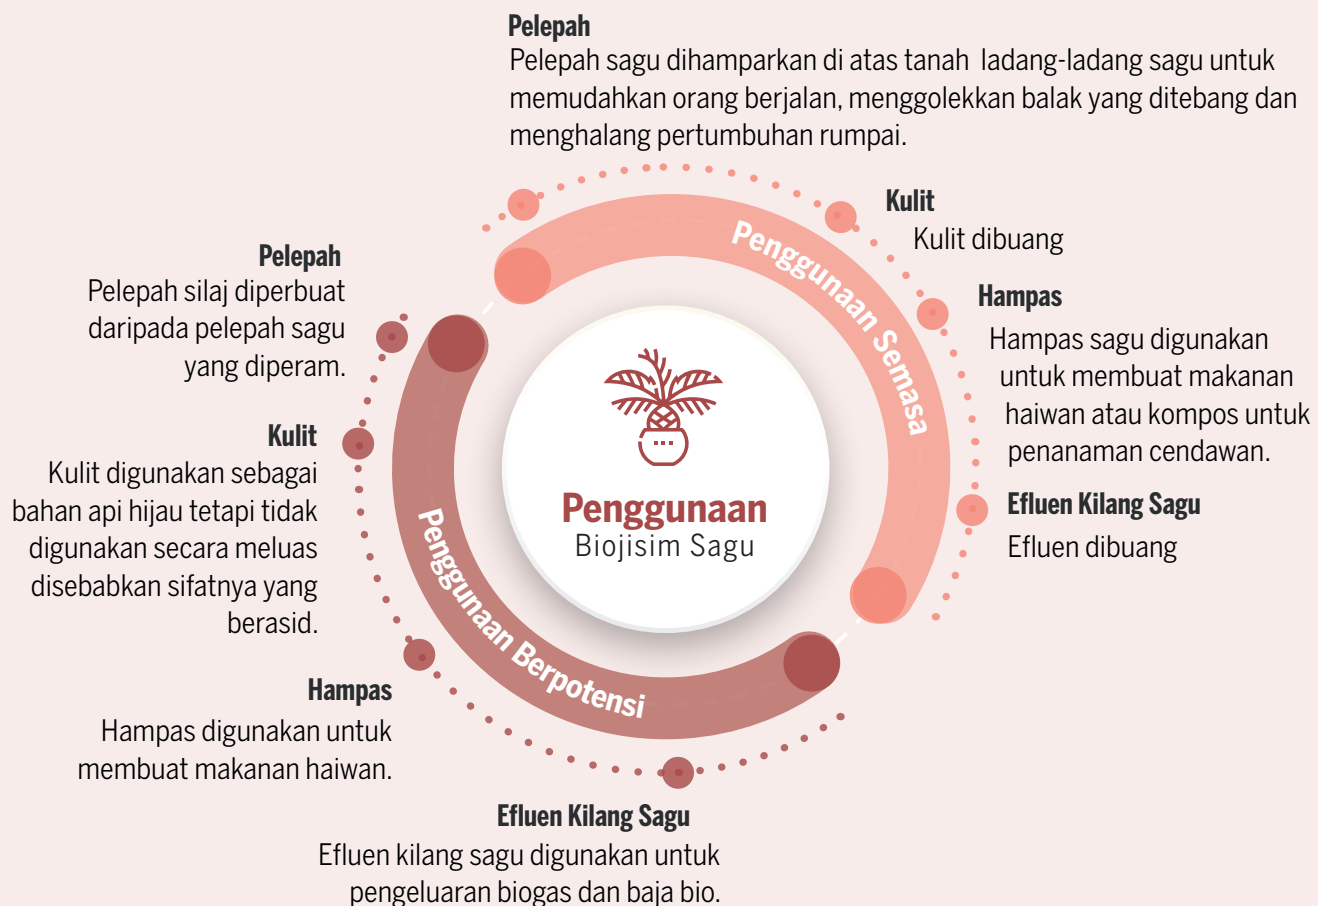 Pelepah
Pelepah sagu dihamparkan di atas tanah ladang-ladang sagu untuk
memudahkan orang berjalan, menggolekkan balak yang ditebang dan
menghalang pertumbuhan rumpai.
Kulit
Kulit dibuang
Hampas
Hampas sagu digunakan
untuk membuat makanan
haiwan atau kompos untuk
penanaman cendawan.
Efluen Kilang Sagu
Efluen dibuang
Penggunaan Semasa
Penggunaan
Biojisim Sagu
Penggunaan Berpotensi
Pelepah
Pelepah silaj diperbuat
daripada pelepah sagu
yang diperam.
Kulit
Kulit digunakan sebagai
bahan api hijau tetapi tidak
digunakan secara meluas
disebabkan sifatnya yang
berasid.
Hampas
Hampas digunakan untuk
membuat makanan haiwan.
Efluen Kilang Sagu
Efluen kilang sagu digunakan untuk
pengeluaran biogas dan baja bio.